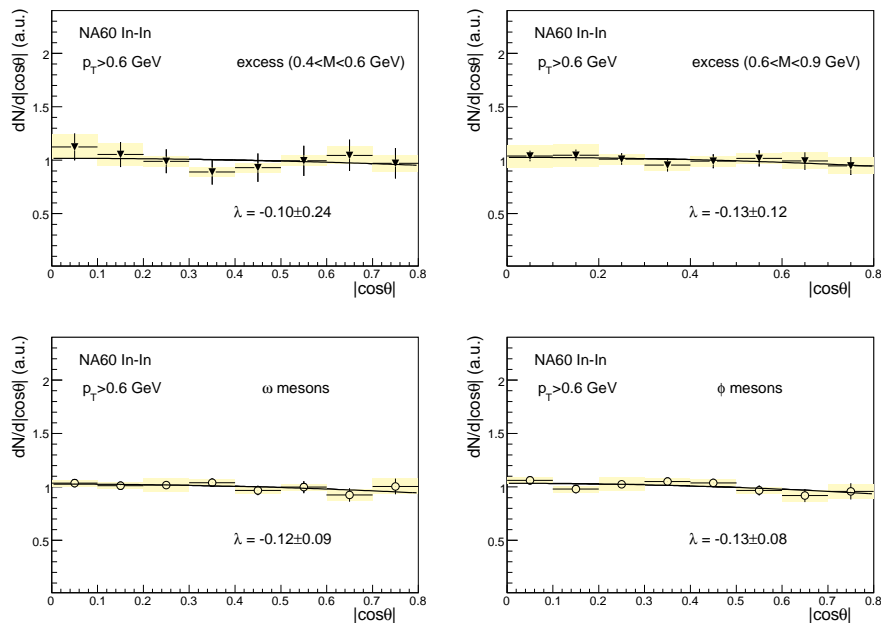 dN/d|cosθ| (a.u.)
NA60 In-In
p_T>0.6 GeV
excess (0.4<M<0.6 GeV)
λ = -0.10±0.24
2
1.5
1
0.5
0
0.1
0.2
0.3
0.4
0.5
0.6
0.7
0.8
|cosθ|
dN/d|cosθ| (a.u.)
NA60 In-In
p_T>0.6 GeV
excess (0.6<M<0.9 GeV)
λ = -0.13±0.12
2
1.5
1
0.5
0
0.2
0.4
0.6
0.8
|cosθ|
dN/d|cosθ| (a.u.)
NA60 In-In
p_T>0.6 GeV
ω mesons
λ = -0.12±0.09
2
1.5
1
0.5
0
0.1
0.2
0.3
0.4
0.5
0.6
0.7
0.8
|cosθ|
dN/d|cosθ| (a.u.)
NA60 In-In
p_T>0.6 GeV
ϕ mesons
λ = -0.13±0.08
2
1.5
1
0.5
0
0.1
0.2
0.3
0.4
0.5
0.6
0.7
0.8
|cosθ|